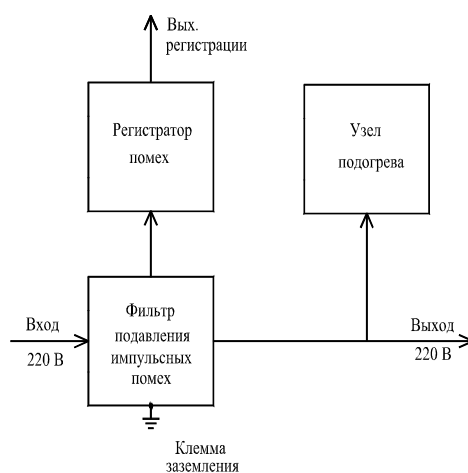 Вых.
регистрации
Регистратор
помех
Узел
подогрева
Вход
220 В
Фильтр
подавления
импульсных
помех
Выход
220 В
Клемма
заземления